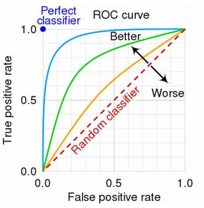 Perfect
classifier
ROC curve
1.0
Better
Worse
Random classifier
0.5
0.0
0.0 0.5 1.0
True positive rate
False positive rate